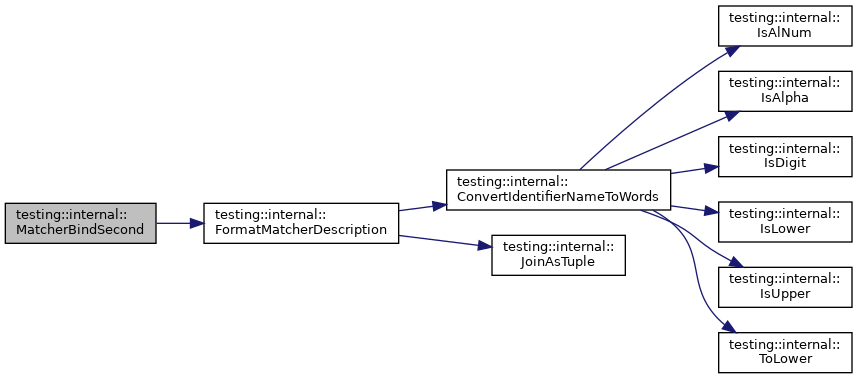 testing::internal::
MatcherBindSecond
testing::internal::
FormatMatcherDescription
testing::internal::
ConvertIdentifierNameToWords
testing::internal::
JoinAsTuple
testing::internal::
IsAlNum
testing::internal::
IsAlpha
testing::internal::
IsDigit
testing::internal::
IsLower
testing::internal::
IsUpper
testing::internal::
ToLower